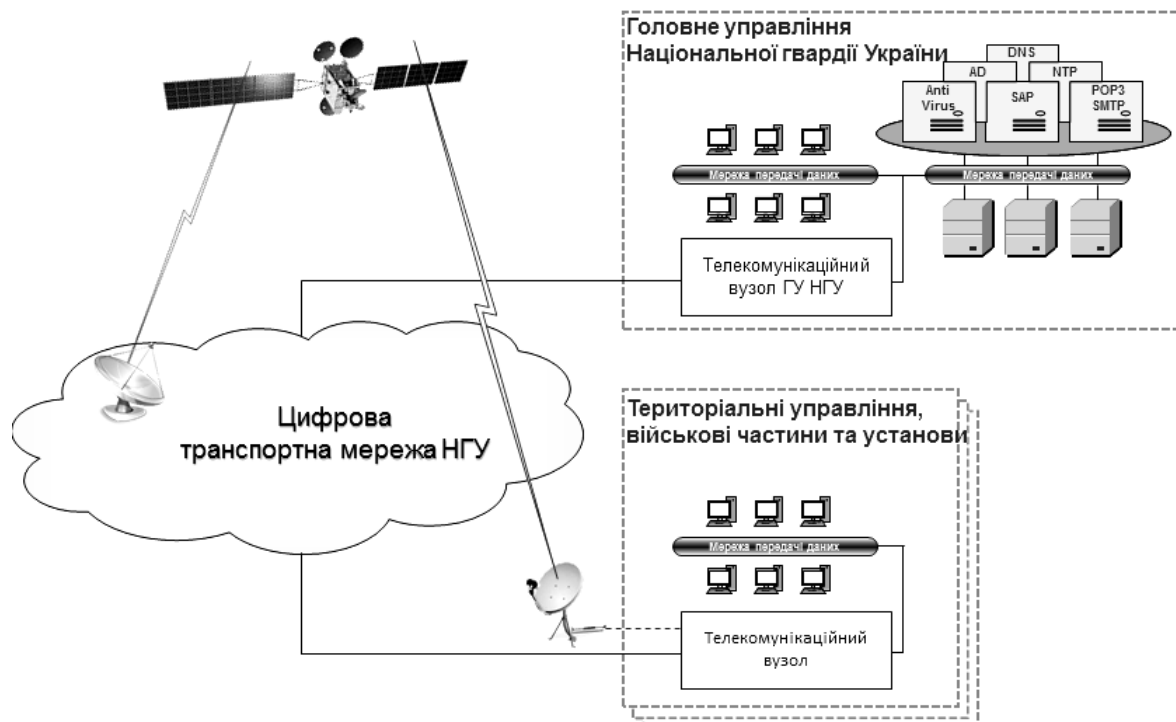 Головне управління
Національної гвардії України
DNS
AD
NTP
Anti
Virus
SAP
POP3
SMTP
Мережа передачі даних
Мережа передачі даних
Телекомунікаційний
вузол ГУ НГУ
Цифрова
транспортна мережа НГУ
Територіальні управління,
військові частини та установи
Мережа передачі даних
Телекомунікаційний
вузол